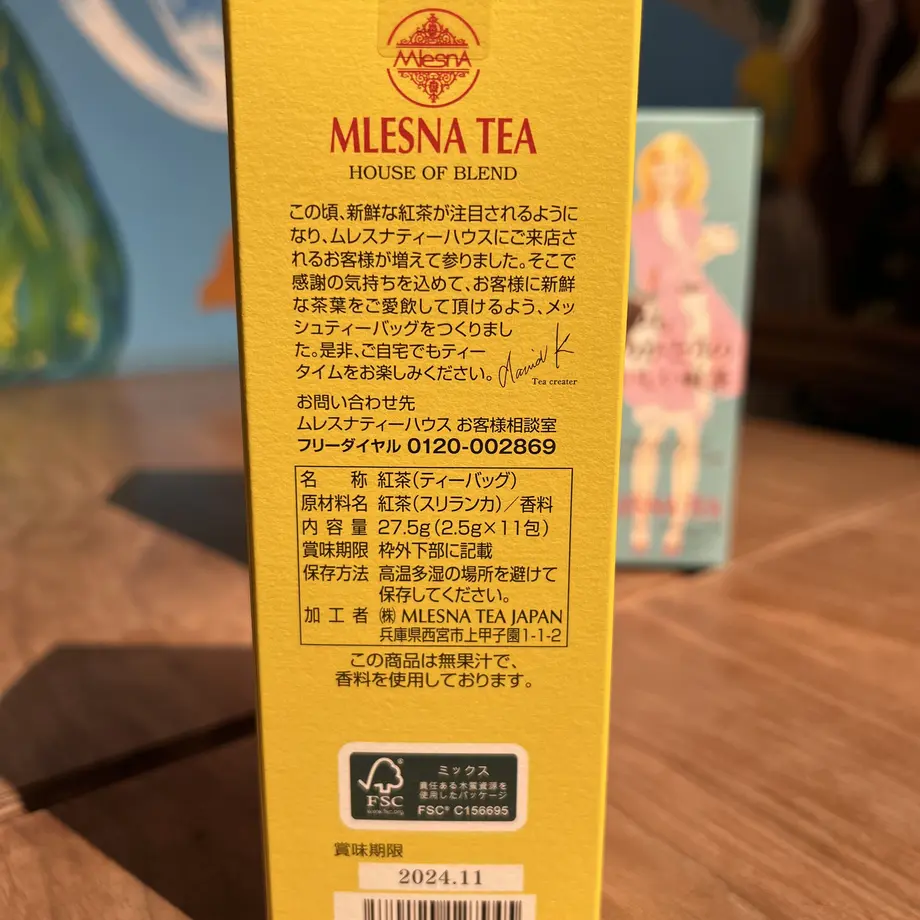 MlesnA
MLESNA TEA
HOUSE OF BLEND
この頃、新鮮な紅茶が注目されるように
なり、ムレスナティーハウスにご来店さ
れるお客様が増えて参りました。そこで
感謝の気持ちを込めて、お客様に新鮮
な茶葉をご愛飲して頂けるよう、メッ
シュティーバッグをつくりまし
た。是非、ご自宅でもティー
タイムをお楽しみください。
David K
Tea creater
お問い合わせ先
ムレスナティーハウス お客様相談室
フリーダイヤル 0120-002869
名称 紅茶(ティーバッグ)
原材料名 紅茶(スリランカ)/香料
内容量 27.5g(2.5g×11包)
賞味期限 枠外下部に記載
保存方法 高温多湿の場所を避けて
保存してください。
加工者 ㈱ MLESNA TEA JAPAN
兵庫県西宮市上甲子園1-1-2
この商品は無果汁で、
香料を使用しております。
FSC
www.fsc.org
ミックス
責任ある木質資源を
使用したパッケージ
FSC® C156695
賞味期限
2024.11
MLESNA TEA